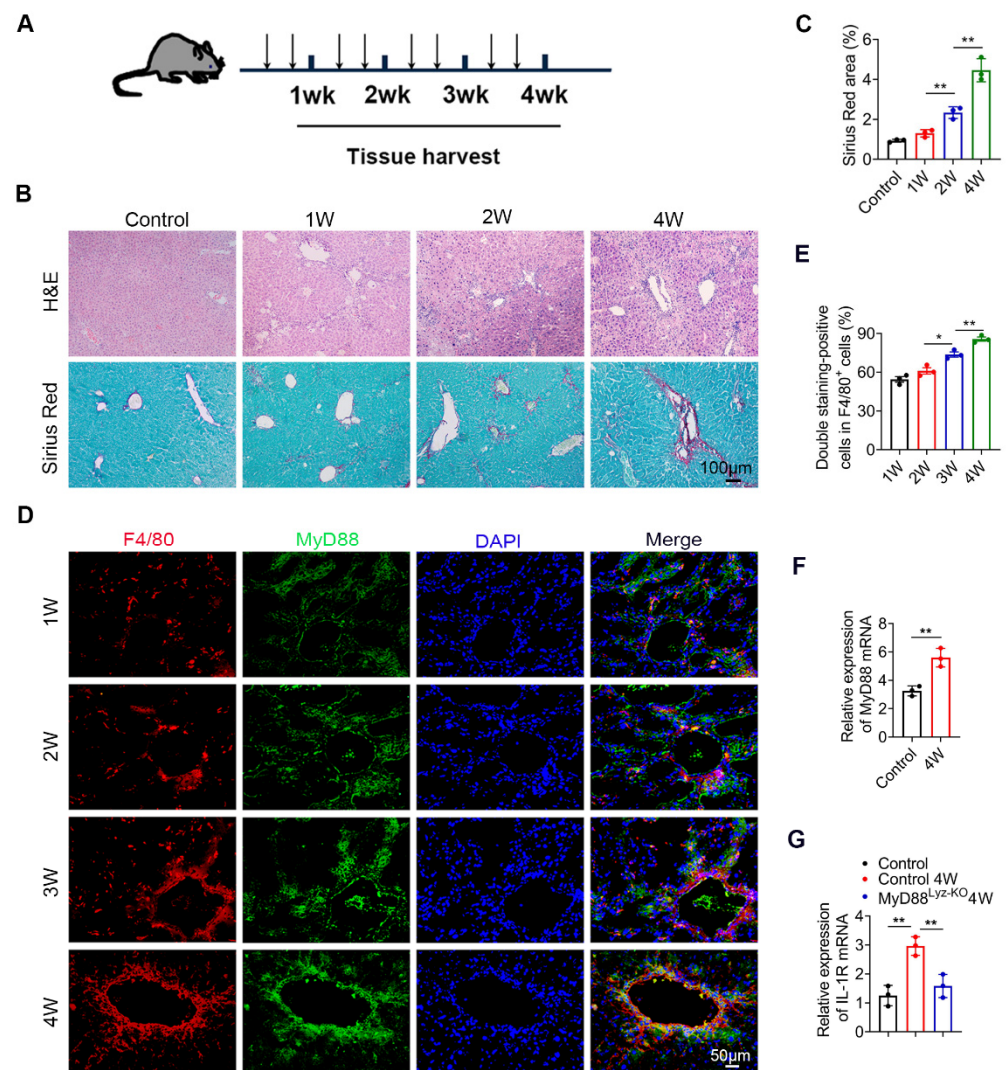 A
1wk 2wk 3wk 4wk
Tissue harvest
B
Control 1W 2W 4W
H&E
Sirius Red
100μm
C
Sirius Red area (%)
6
4
2
0
Control 1W 2W 4W
** **
D
F4/80 MyD88 DAPI Merge
1W
2W
3W
4W
50μm
E
Double staining-positive
cells in F4/80⁺ cells (%)
90
60
30
0
1W 2W 3W 4W
* **
F
Relative expression
of MyD88 mRNA
8
6
4
2
0
Control 4W
**
G
Control
Control 4W
MyD88ᴸʸᶻ⁻ᴷᴼ4W
Relative expression
of IL-1R mRNA
4
3
2
1
0
** **